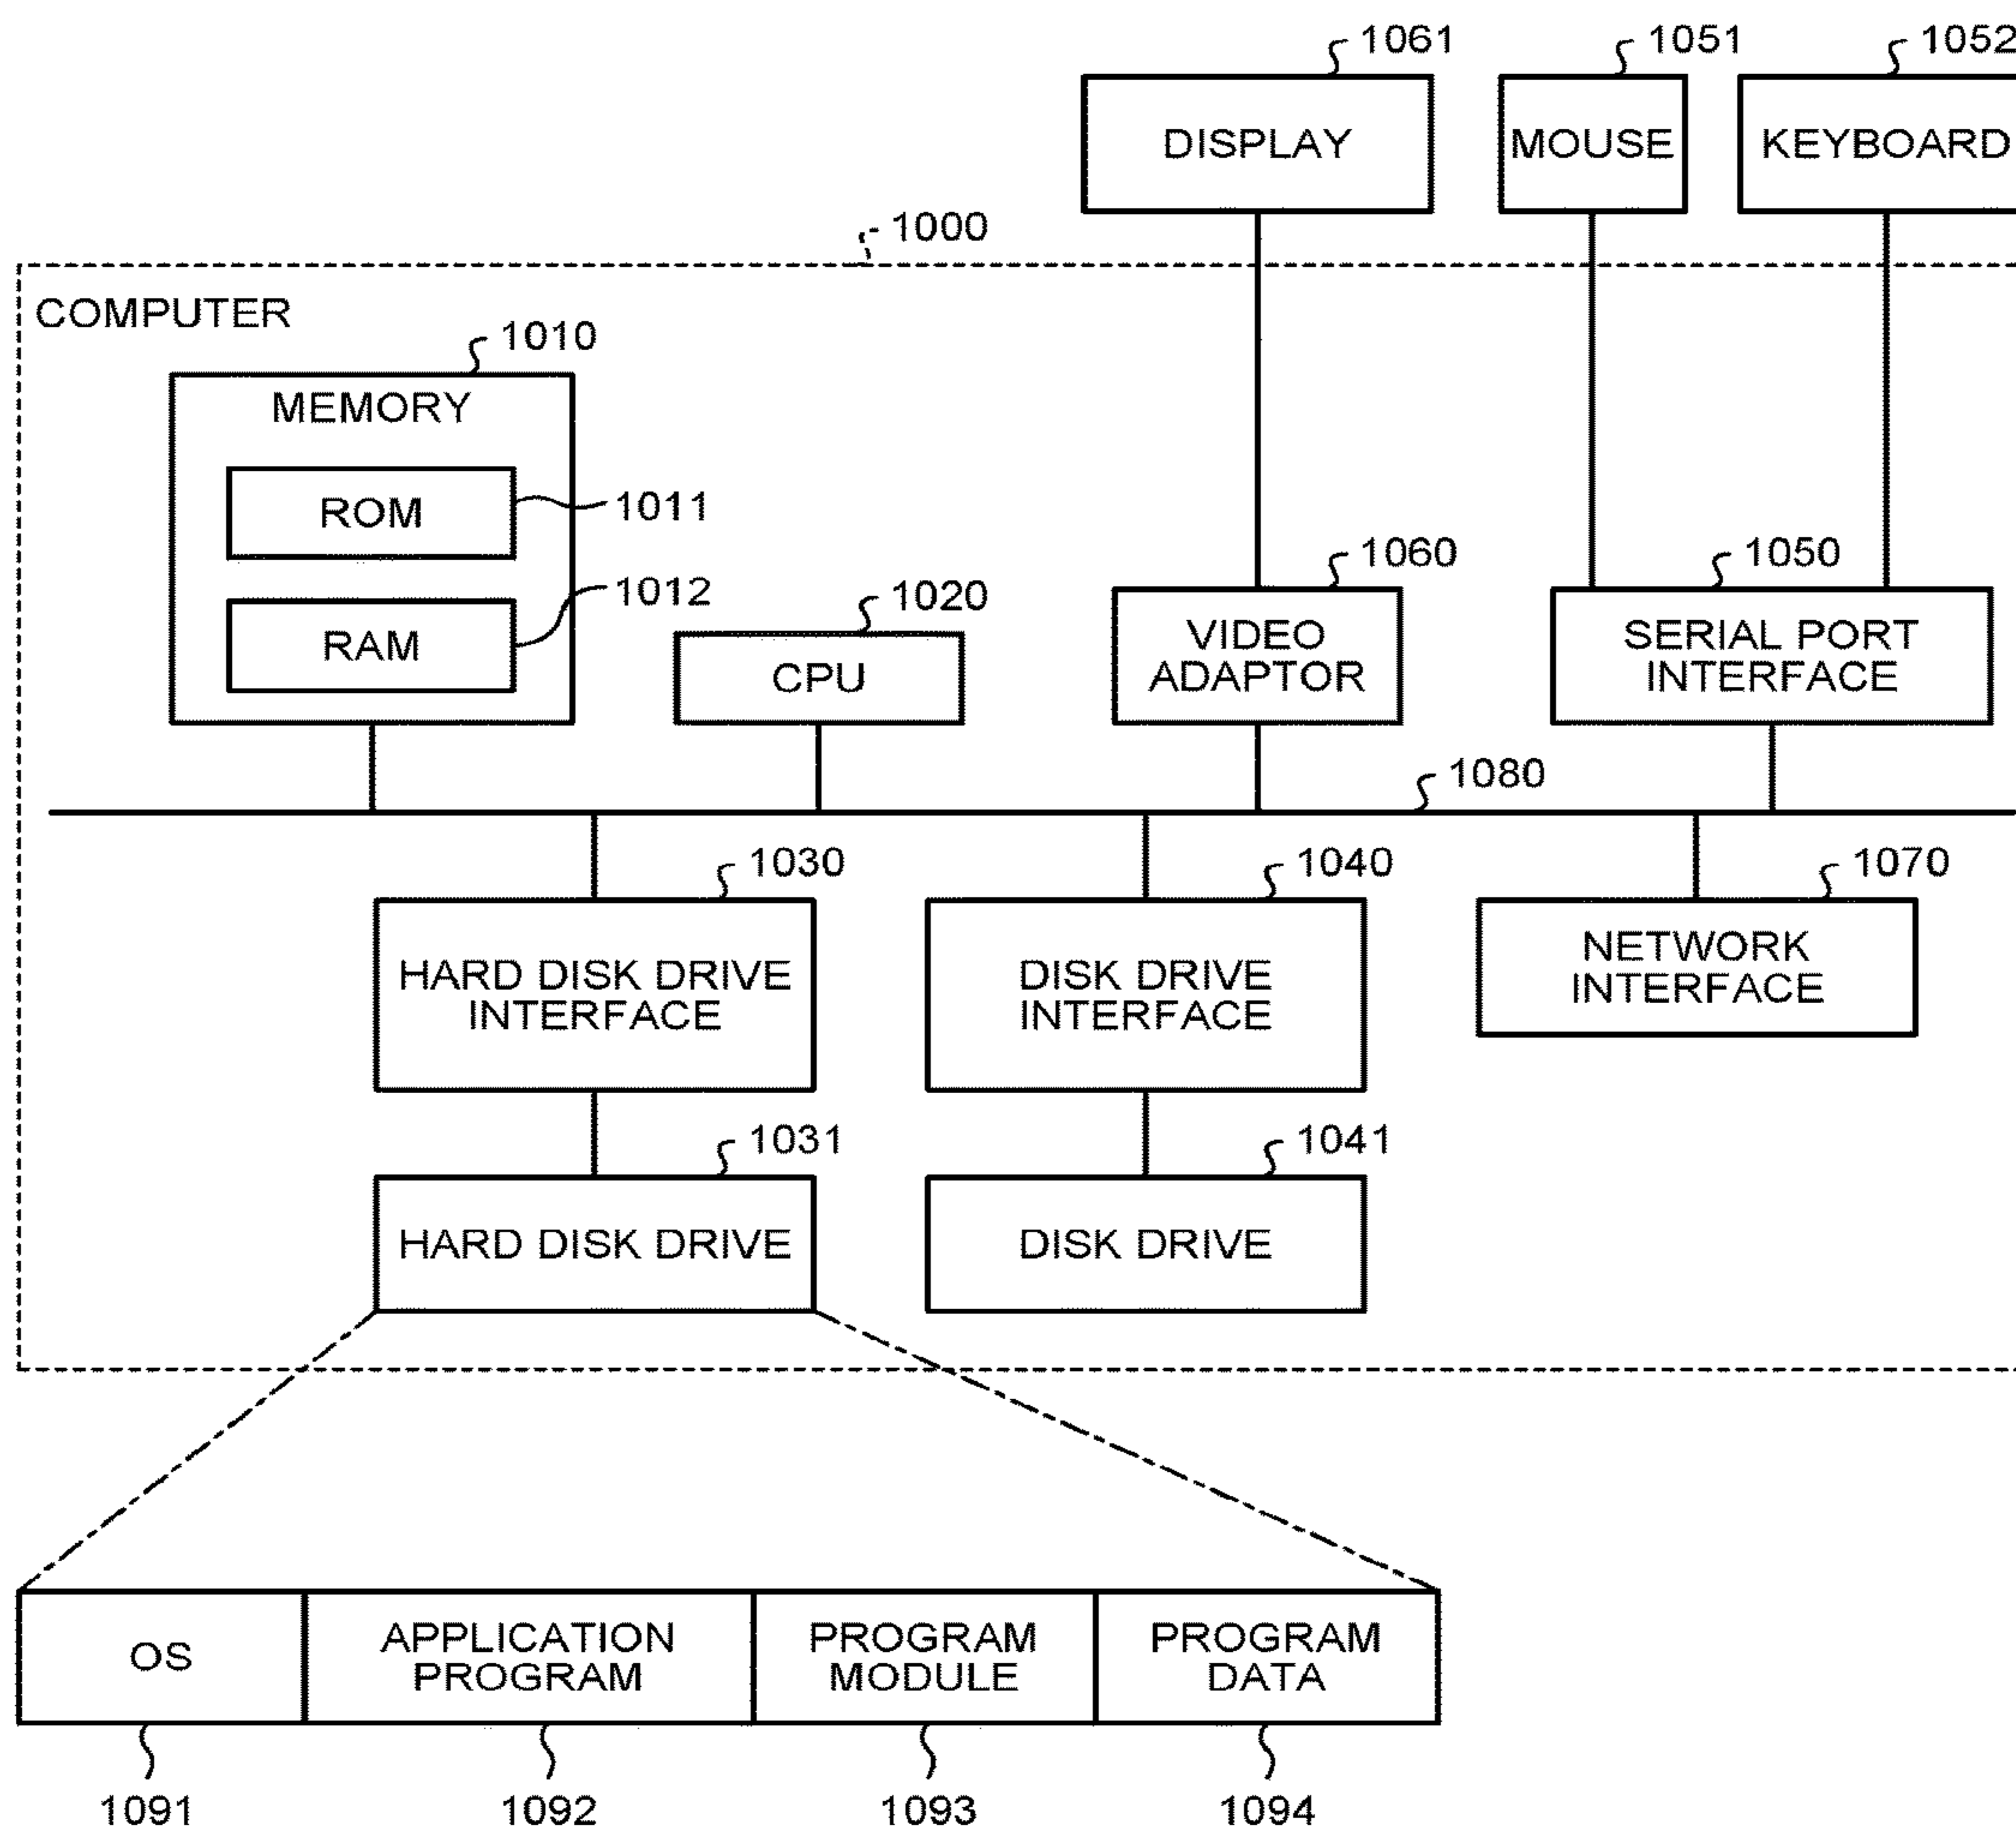 1061
1051
1052
DISPLAY
MOUSE
KEYBOARD
1000
COMPUTER
1010
MEMORY
ROM
1011
RAM
1012
1020
CPU
1060
VIDEO
ADAPTOR
1050
SERIAL PORT
INTERFACE
1080
1030
HARD DISK DRIVE
INTERFACE
1040
DISK DRIVE
INTERFACE
1070
NETWORK
INTERFACE
1031
HARD DISK DRIVE
1041
DISK DRIVE
OS
APPLICATION
PROGRAM
PROGRAM
MODULE
PROGRAM
DATA
1091
1092
1093
1094